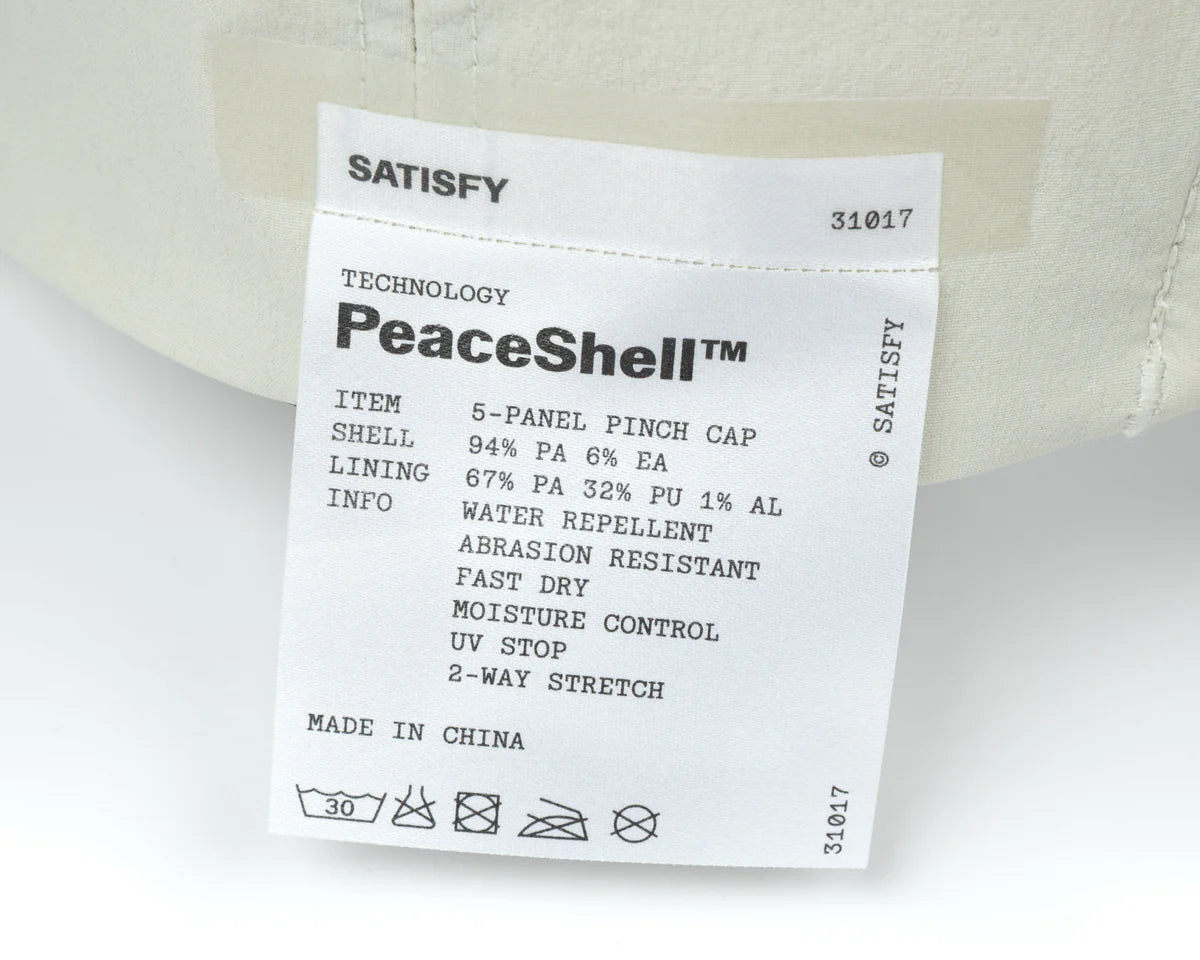 SATISFY
31017
TECHNOLOGY
PeaceShell™
ITEM 5-PANEL PINCH CAP
SHELL 94% PA 6% EA
LINING 67% PA 32% PU 1% AL
INFO WATER REPELLENT
ABRASION RESISTANT
FAST DRY
MOISTURE CONTROL
UV STOP
2-WAY STRETCH
MADE IN CHINA
30
© SATISFY
31017